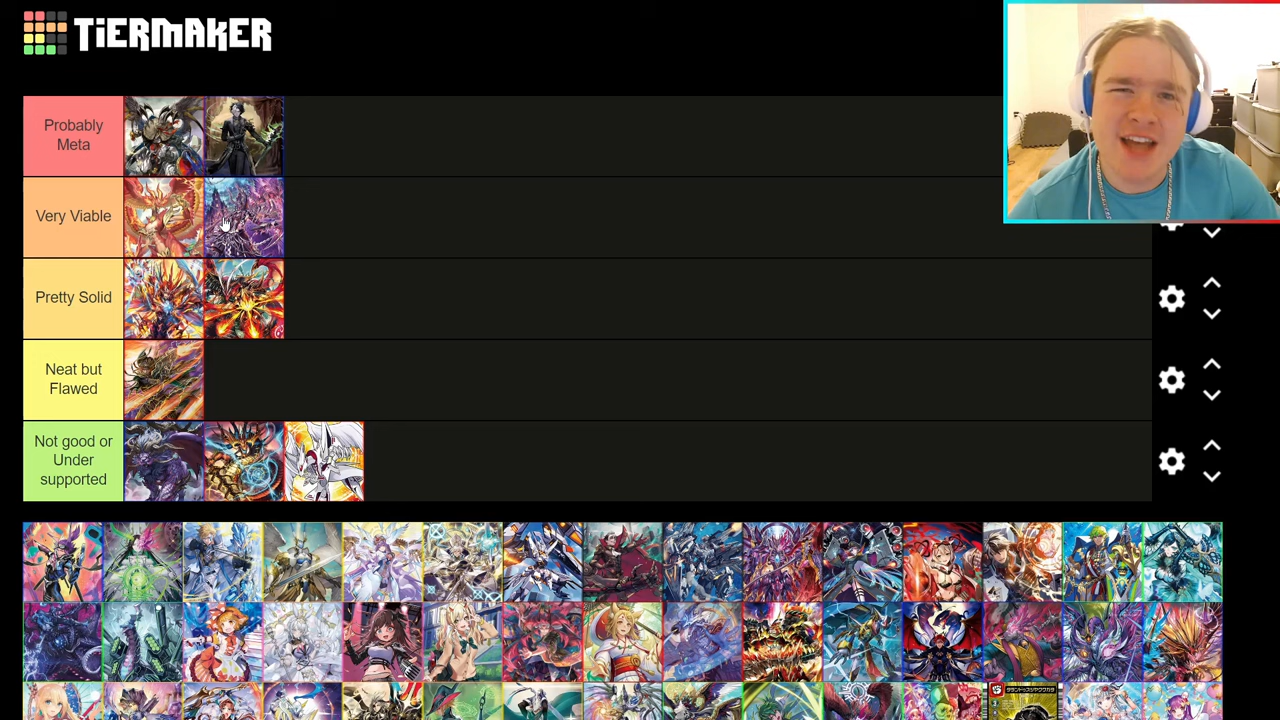 TiERMAKER
Probably
Meta
Very Viable
Pretty Solid
Neat but
Flawed
Not good or
Under
supported